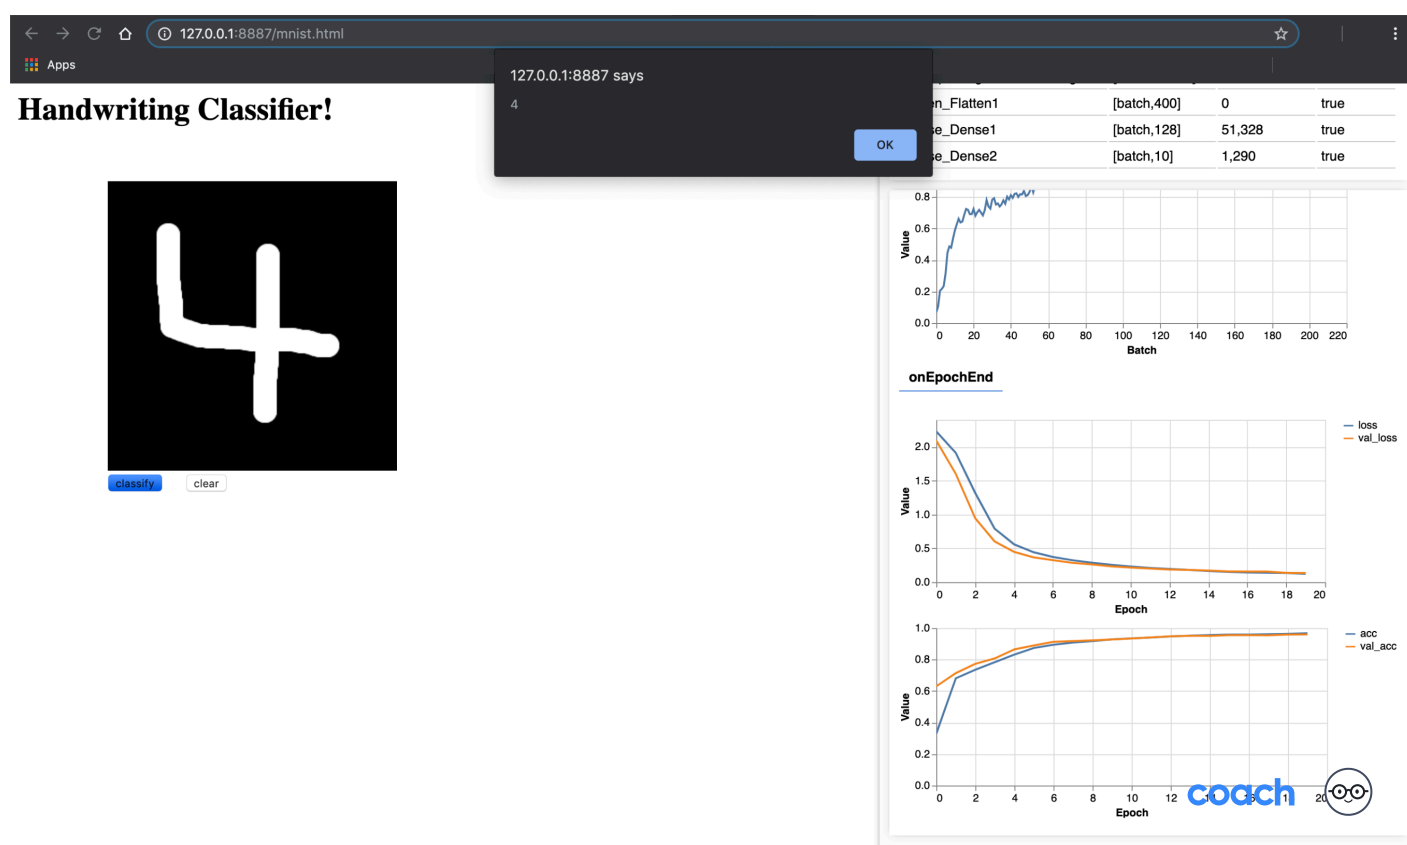 127.0.0.1:8887/mnist.html
Apps
127.0.0.1:8887 says
4
OK
Handwriting Classifier!
4
classify
clear
en_Flatten1 [batch,400] 0 true
se_Dense1 [batch,128] 51,328 true
se_Dense2 [batch,10] 1,290 true
0.8
0.6
0.4
0.2
0.0
Value
0 20 40 60 80 100 120 140 160 180 200 220
Batch
onEpochEnd
loss
val_loss
2.0
1.5
1.0
0.5
0.0
Value
0 2 4 6 8 10 12 14 16 18 20
Epoch
acc
val_acc
1.0
0.8
0.6
0.4
0.2
0.0
Value
0 2 4 6 8 10 12
Epoch
coach